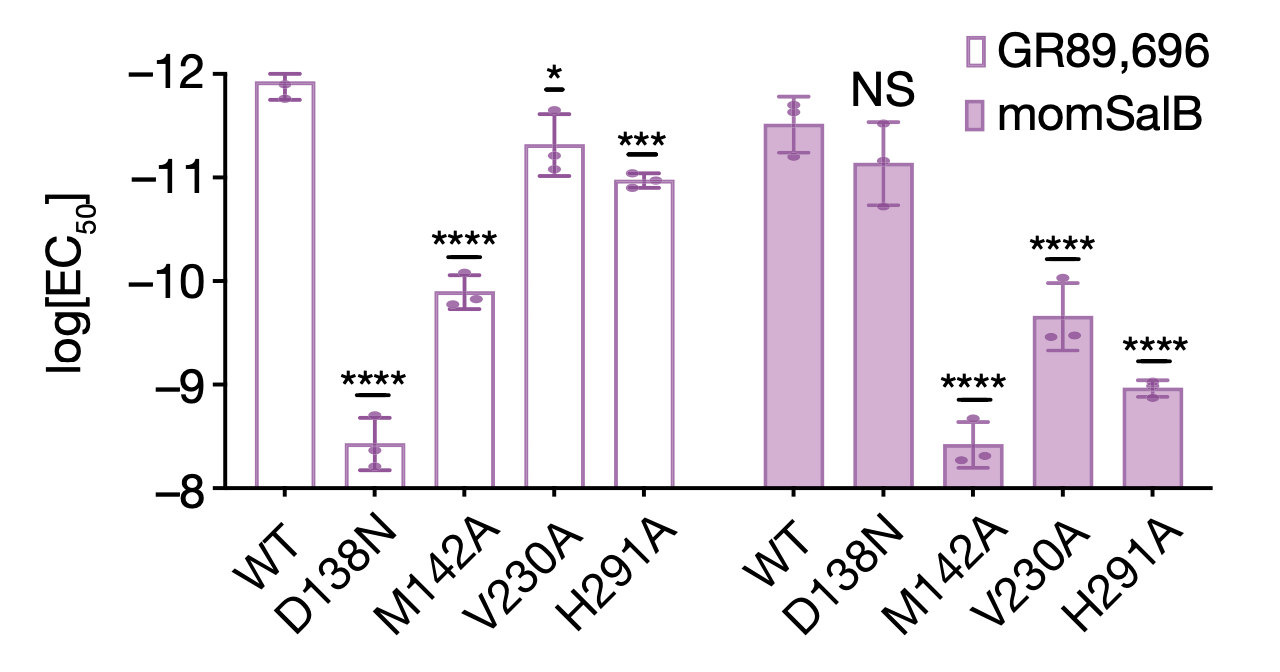 GR89,696
momSalB
log[EC50]
–12
–11
–10
–9
–8
****
****
*
***
NS
****
****
****
WT
D138N
M142A
V230A
H291A
WT
D138N
M142A
V230A
H291A